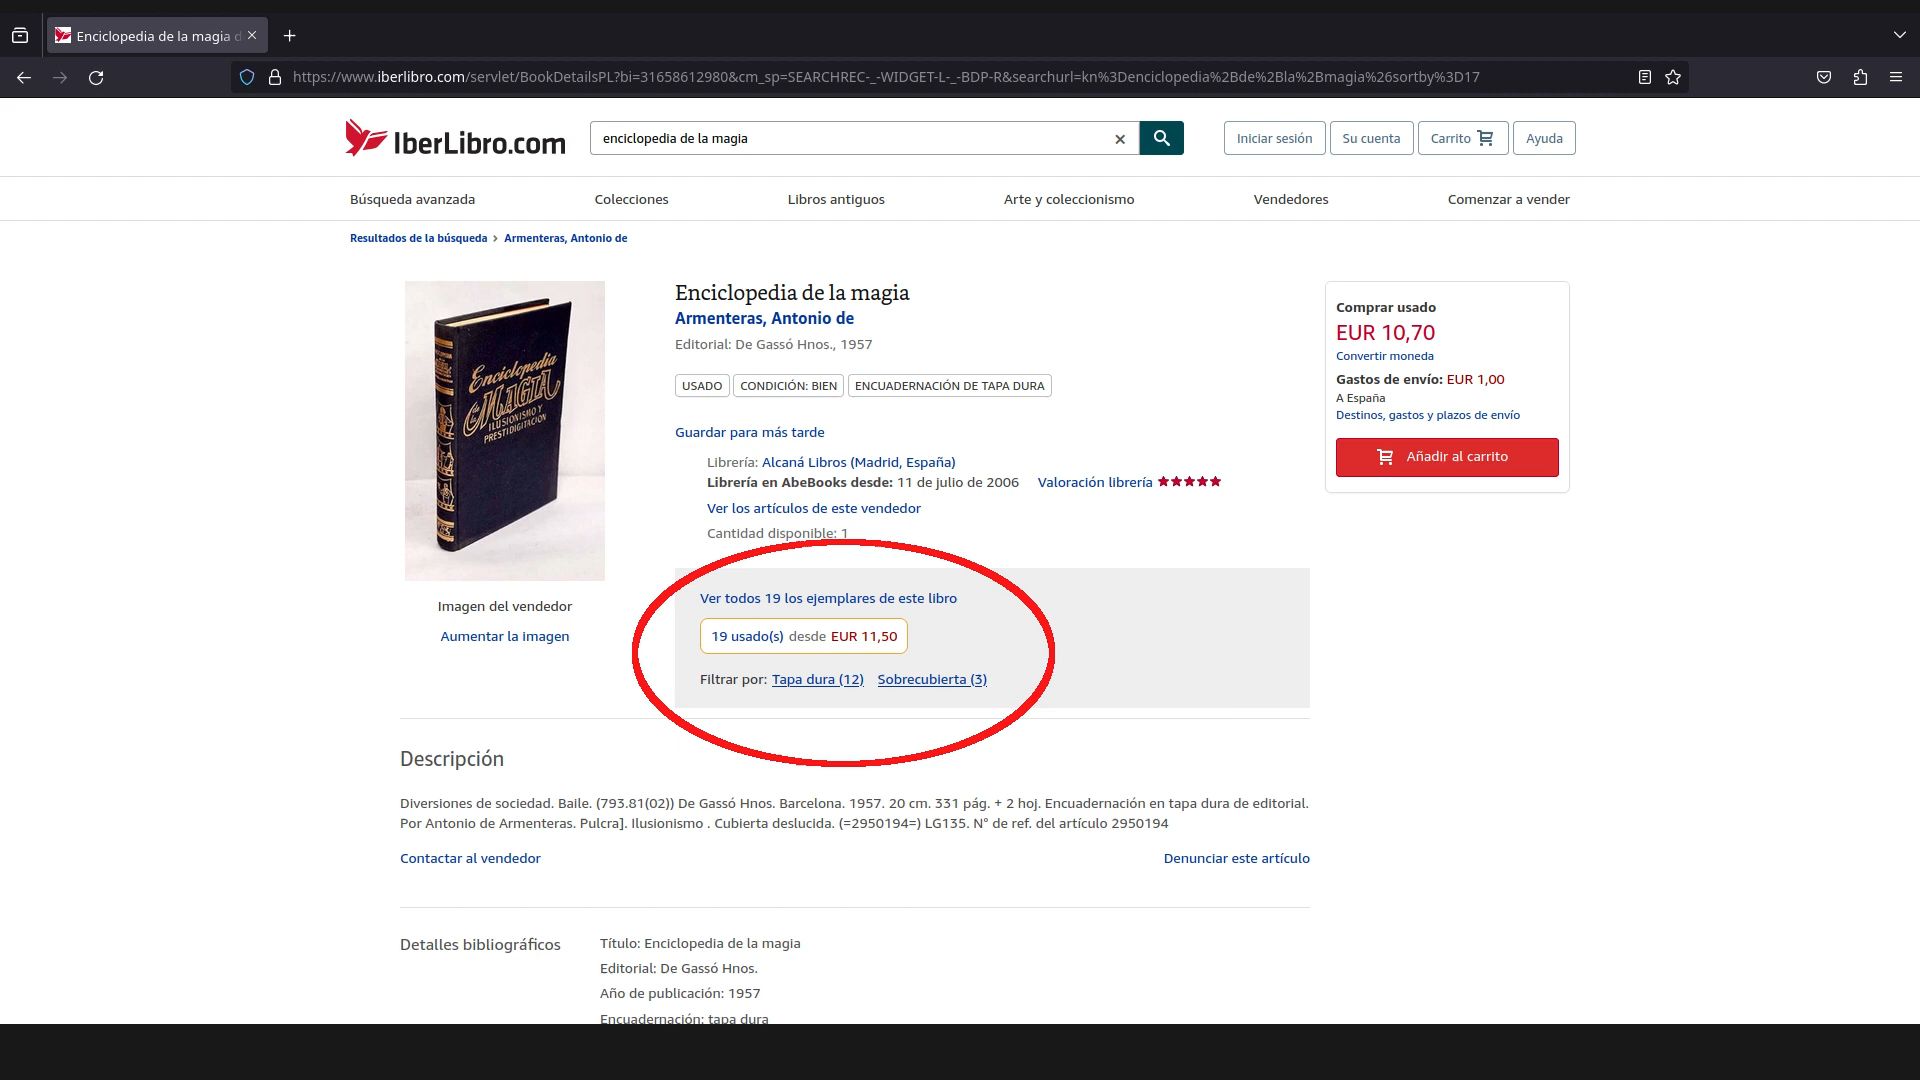 Enciclopedia de la magia d
https://www.iberlibro.com/servlet/BookDetailsPL?bi=31658612980&cm_sp=SEARCHREC-_-WIDGET-L-_-BDP-R&searchurl=kn%3Denciclopedia%2Bde%2Bla%2Bmagia%26sortby%3D17
IberLibro.com
enciclopedia de la magia
Iniciar sesión
Su cuenta
Carrito
Ayuda
Búsqueda avanzada
Colecciones
Libros antiguos
Arte y coleccionismo
Vendedores
Comenzar a vender
Resultados de la búsqueda › Armenteras, Antonio de
Enciclopedia
de la MAGIA
ILUSIONISMO Y
PRESTIDIGITACION
Imagen del vendedor
Aumentar la imagen
Enciclopedia de la magia
Armenteras, Antonio de
Editorial: De Gassó Hnos., 1957
USADO CONDICIÓN: BIEN ENCUADERNACIÓN DE TAPA DURA
Guardar para más tarde
Librería: Alcaná Libros (Madrid, España)
Librería en AbeBooks desde: 11 de julio de 2006 Valoración librería
Ver los artículos de este vendedor
Cantidad disponible: 1
Ver todos 19 los ejemplares de este libro
19 usado(s) desde EUR 11,50
Filtrar por: Tapa dura (12) Sobrecubierta (3)
Comprar usado
EUR 10,70
Convertir moneda
Gastos de envío: EUR 1,00
A España
Destinos, gastos y plazos de envío
Añadir al carrito
Descripción
Diversiones de sociedad. Baile. (793.81(02)) De Gassó Hnos. Barcelona. 1957. 20 cm. 331 pág. + 2 hoj. Encuadernación en tapa dura de editorial.
Por Antonio de Armenteras. Pulcra]. Ilusionismo . Cubierta deslucida. (=2950194=) LG135. N° de ref. del artículo 2950194
Contactar al vendedor
Denunciar este artículo
Detalles bibliográficos
Título: Enciclopedia de la magia
Editorial: De Gassó Hnos.
Año de publicación: 1957
Encuadernación: tapa dura